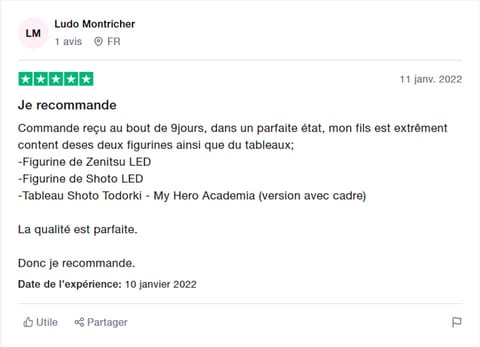 LM
Ludo Montricher
1 avis FR
11 janv. 2022
Je recommande
Commande reçu au bout de 9jours, dans un parfaite état, mon fils est extrêment
content deses deux figurines ainsi que du tableaux;
-Figurine de Zenitsu LED
-Figurine de Shoto LED
-Tableau Shoto Todorki - My Hero Academia (version avec cadre)
La qualité est parfaite.
Donc je recommande.
Date de l'expérience: 10 janvier 2022
Utile Partager